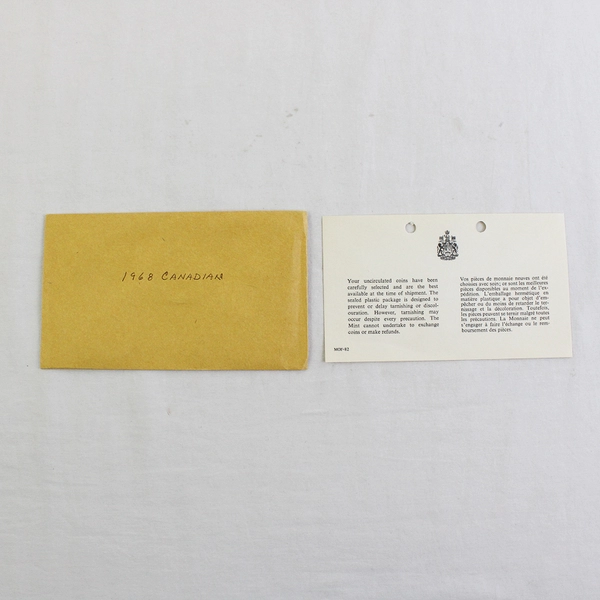 1968 CANADIAN
Your uncirculated coins have been
carefully selected and are the best
available at the time of shipment. The
sealed plastic package is designed to
prevent or delay tarnishing or discol-
ouration. However, tarnishing may
occur despite every precaution. The
Mint cannot undertake to exchange
coins or make refunds.
Vos pièces de monnaie neuves ont été
choisies avec soin; ce sont les meilleures
pièces disponibles au moment de l'ex-
pédition. L'emballage hermétique en
matière plastique a pour objet d'em-
pêcher ou du moins de retarder le ter-
nissage et la décoloration. Toutefois,
les pièces peuvent se ternir malgré toutes
les précautions. La Monnaie ne peut
s'engager à faire l'échange ou le rem-
boursement des pièces.